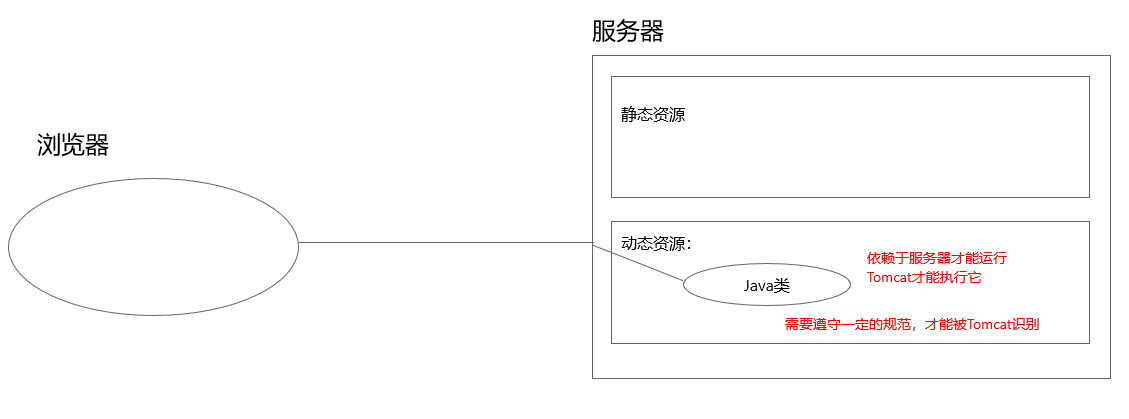 服务器
静态资源
浏览器
动态资源：
依赖于服务器才能运行
Tomcat才能执行它
Java类
需要遵守一定的规范，才能被Tomcat识别